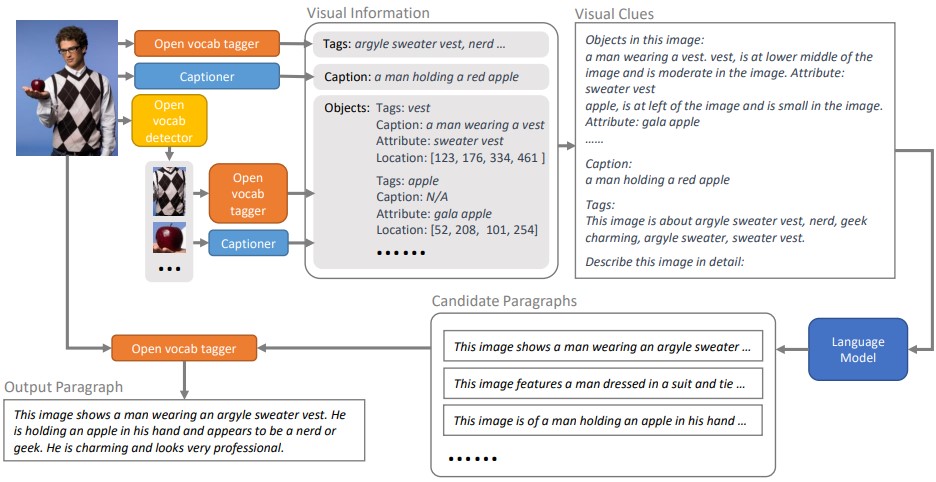 Visual Information
Visual Clues
Open vocab tagger
Captioner
Open
vocab
detector
Open
vocab
tagger
Captioner
Tags: argyle sweater vest, nerd ...
Caption: a man holding a red apple
Objects: Tags: vest
Caption: a man wearing a vest
Attribute: sweater vest
Location: [123, 176, 334, 461 ]
Tags: apple
Caption: N/A
Attribute: gala apple
Location: [52, 208, 101, 254]
......
Objects in this image:
a man wearing a vest. vest, is at lower middle of the
image and is moderate in the image. Attribute:
sweater vest
apple, is at left of the image and is small in the image.
Attribute: gala apple
......
Caption:
a man holding a red apple
Tags:
This image is about argyle sweater vest, nerd, geek
charming, argyle sweater, sweater vest.
Describe this image in detail:
Language
Model
Candidate Paragraphs
This image shows a man wearing an argyle sweater ...
This image features a man dressed in a suit and tie ...
This image is of a man holding an apple in his hand ...
......
Open vocab tagger
Output Paragraph
This image shows a man wearing an argyle sweater vest. He
is holding an apple in his hand and appears to be a nerd or
geek. He is charming and looks very professional.